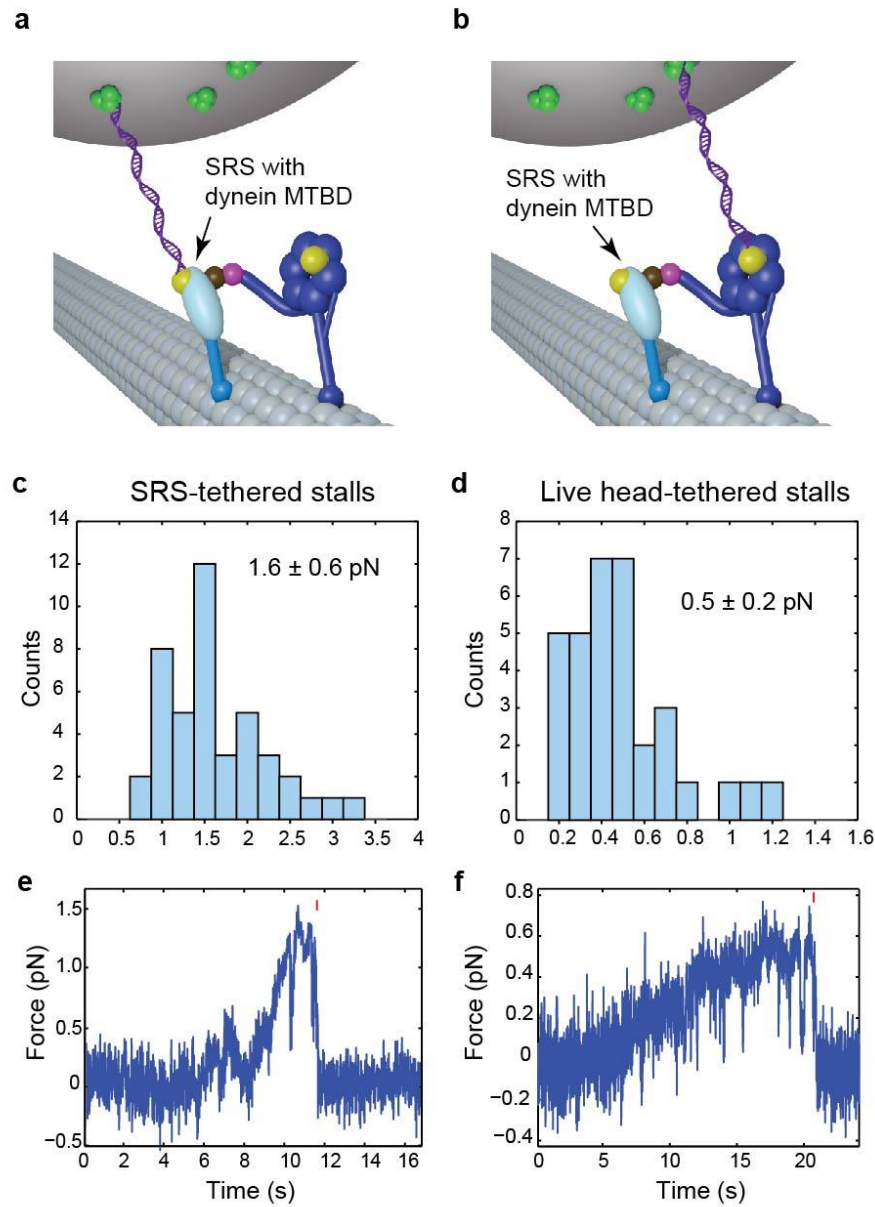 a
b
SRS with
dynein MTBD
SRS with
dynein MTBD
c
SRS-tethered stalls
14
12
10
8
6
4
2
0
Counts
1.6 ± 0.6 pN
0 0.5 1 1.5 2 2.5 3 3.5 4
d
Live head-tethered stalls
8
7
6
5
4
3
2
1
0
Counts
0.5 ± 0.2 pN
0 0.2 0.4 0.6 0.8 1 1.2 1.4 1.6
e
1.5
1.0
0.5
0
−0.5
Force (pN)
0 2 4 6 8 10 12 14 16
Time (s)
f
0.8
0.6
0.4
0.2
0
−0.2
−0.4
Force (pN)
0 5 10 15 20
Time (s)